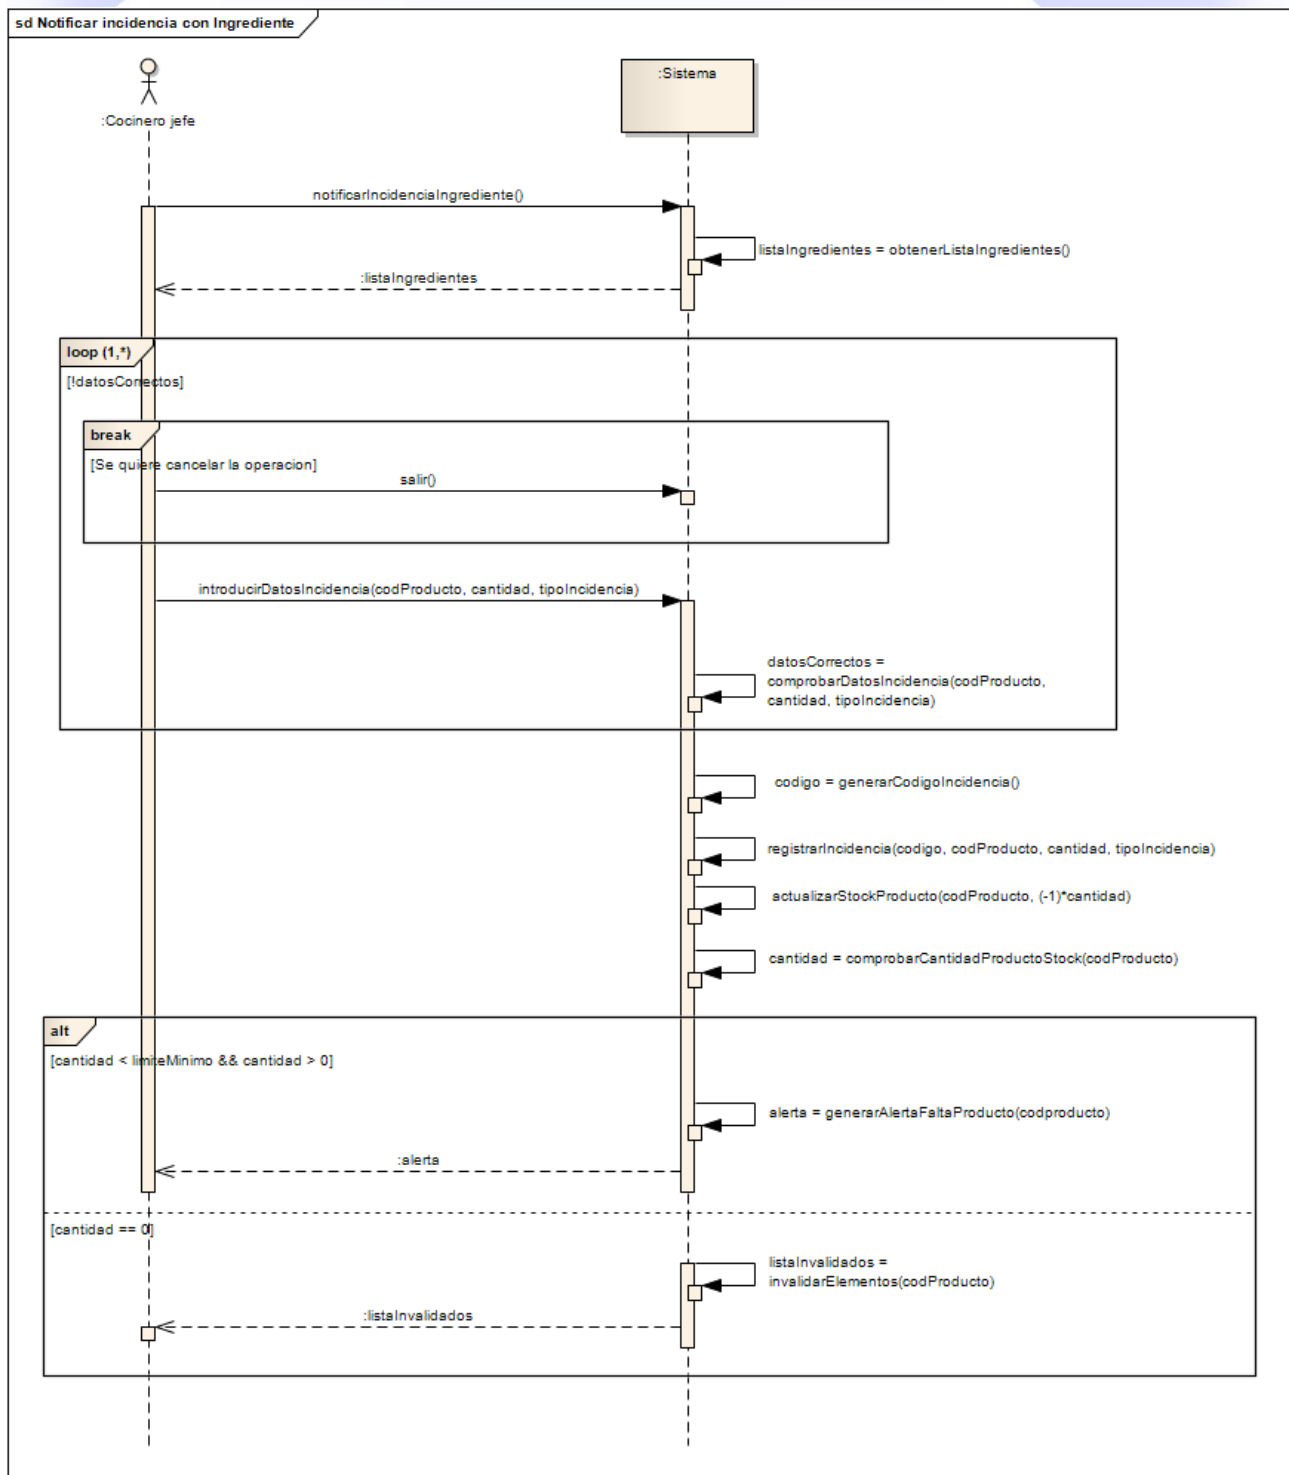 sd Notificar incidencia con Ingrediente
:Cocinero jefe
:Sistema
notificarIncidenciaIngrediente()
listaIngredientes = obtenerListaIngredientes()
:listaIngredientes
loop (1,*)
[!datosCorrectos]
break
[Se quiere cancelar la operacion]
salir()
introducirDatosIncidencia(codProducto, cantidad, tipoIncidencia)
datosCorrectos =
comprobarDatosIncidencia(codProducto,
cantidad, tipoIncidencia)
codigo = generarCodigoIncidencia()
registrarIncidencia(codigo, codProducto, cantidad, tipoIncidencia)
actualizarStockProducto(codProducto, (-1)*cantidad)
cantidad = comprobarCantidadProductoStock(codProducto)
alt
[cantidad < limiteMinimo && cantidad > 0]
alerta = generarAlertaFaltaProducto(codproducto)
:alerta
[cantidad == 0]
listaInvalidados =
invalidarElementos(codProducto)
:listaInvalidados